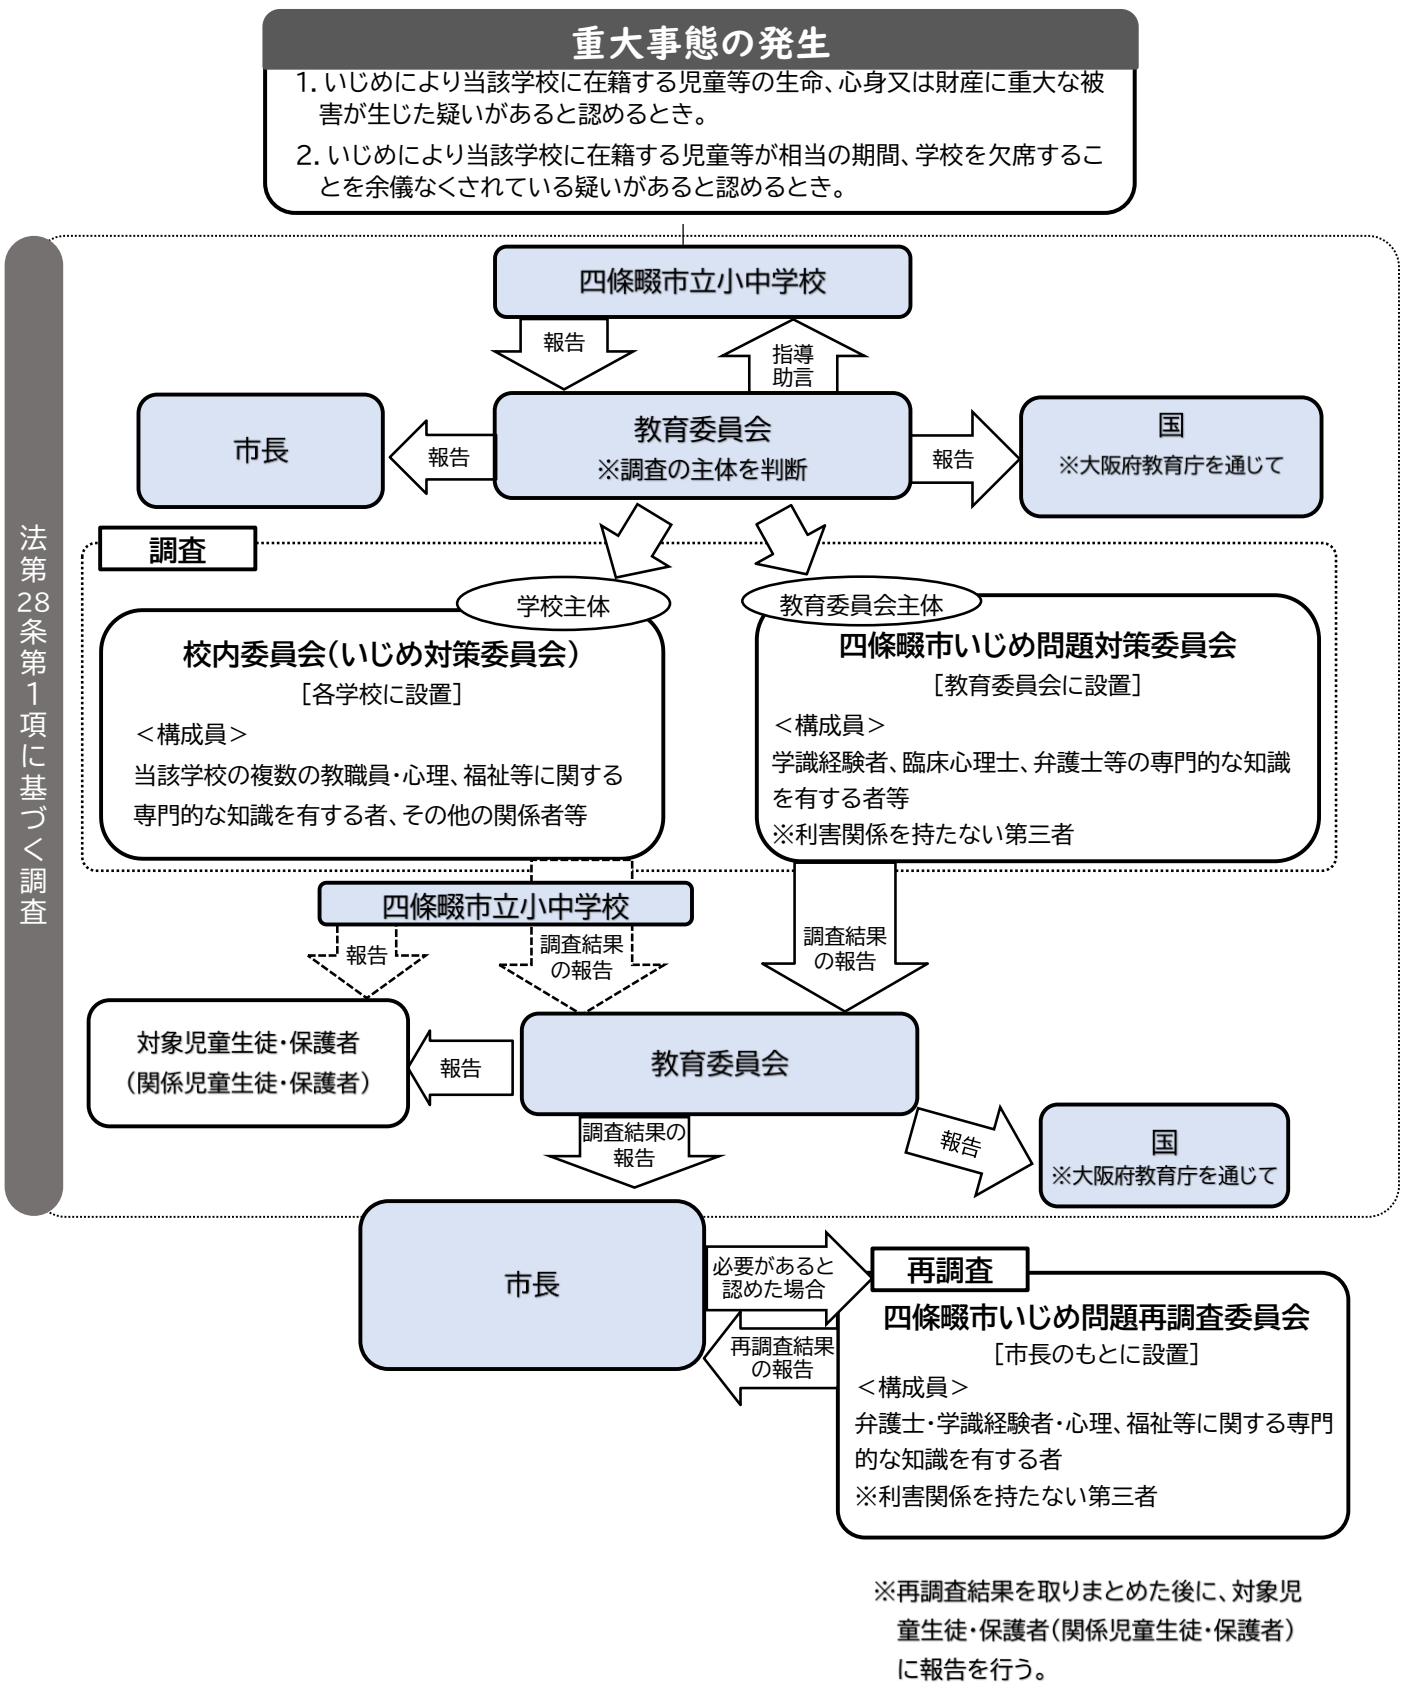 重大事態の発生
1. いじめにより当該学校に在籍する児童等の生命、心身又は財産に重大な被
害が生じた疑いがあると認めるとき。
2. いじめにより当該学校に在籍する児童等が相当の期間、学校を欠席するこ
とを余儀なくされている疑いがあると認めるとき。
法第28条第1項に基づく調査
四條畷市立小中学校
報告
指導
助言
市長
報告
教育委員会
※調査の主体を判断
報告
国
※大阪府教育庁を通じて
調査
学校主体
校内委員会(いじめ対策委員会)
[各学校に設置]
<構成員>
当該学校の複数の教職員・心理、福祉等に関する
専門的な知識を有する者、その他の関係者等
教育委員会主体
四條畷市いじめ問題対策委員会
[教育委員会に設置]
<構成員>
学識経験者、臨床心理士、弁護士等の専門的な知識
を有する者等
※利害関係を持たない第三者
四條畷市立小中学校
報告
調査結果
の報告
調査結果
の報告
対象児童生徒・保護者
(関係児童生徒・保護者)
報告
教育委員会
調査結果の
報告
報告
国
※大阪府教育庁を通じて
市長
必要があると
認めた場合
再調査結果
の報告
再調査
四條畷市いじめ問題再調査委員会
[市長のもとに設置]
<構成員>
弁護士・学識経験者・心理、福祉等に関する専門
的な知識を有する者
※利害関係を持たない第三者
※再調査結果を取りまとめた後に、対象児
童生徒・保護者(関係児童生徒・保護者)
に報告を行う。